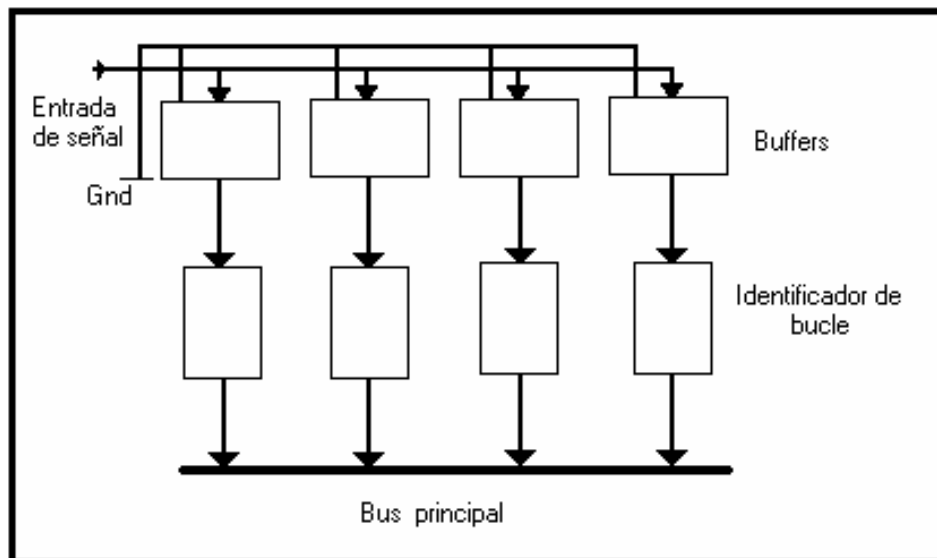 Entrada
de señal
Gnd
Buffers
Identificador de
bucle
Bus principal